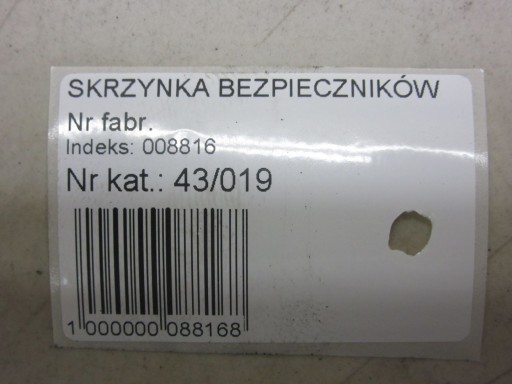 SKRZYNKA BEZPIECZNIKÓW
Nr fabr.
Indeks: 008816
Nr kat.: 43/019
1 000000 088168